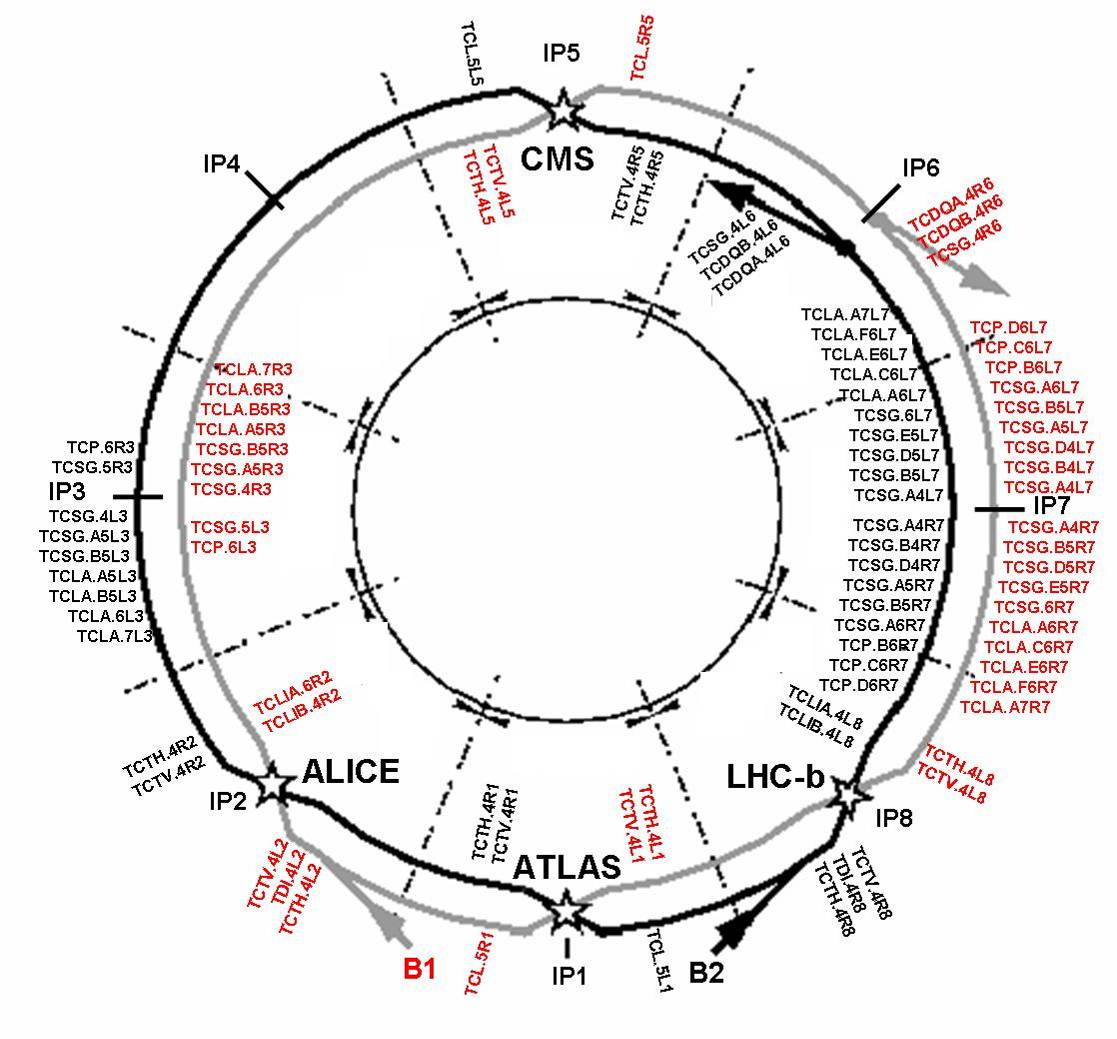 TCL.5L5
IP5
TCL.5R5
CMS
TCTV.4L5
TCTH.4L5
TCTV.4R5
TCTH.4R5
IP4
IP6
TCDQA.4R6
TCDQB.4R6
TCSG.4R6
TCSG.4L6
TCDQB.4L6
TCDQA.4L6
TCLA.A7L7
TCLA.F6L7
TCLA.E6L7
TCLA.C6L7
TCLA.A6L7
TCSG.6L7
TCSG.E5L7
TCSG.D5L7
TCSG.B5L7
TCSG.A4L7
TCP.D6L7
TCP.C6L7
TCP.B6L7
TCSG.A6L7
TCSG.B5L7
TCSG.A5L7
TCSG.D4L7
TCSG.B4L7
TCSG.A4L7
IP7
TCSG.A4R7
TCSG.B4R7
TCSG.D4R7
TCSG.A5R7
TCSG.B5R7
TCSG.A6R7
TCP.B6R7
TCP.C6R7
TCP.D6R7
TCSG.A4R7
TCSG.B5R7
TCSG.D5R7
TCSG.E5R7
TCSG.6R7
TCLA.A6R7
TCLA.C6R7
TCLA.E6R7
TCLA.F6R7
TCLA.A7R7
TCLA.7R3
TCLA.6R3
TCLA.B5R3
TCLA.A5R3
TCSG.B5R3
TCSG.A5R3
TCSG.4R3
TCSG.5L3
TCP.6L3
TCP.6R3
TCSG.5R3
IP3
TCSG.4L3
TCSG.A5L3
TCSG.B5L3
TCLA.A5L3
TCLA.B5L3
TCLA.6L3
TCLA.7L3
TCLIA.6R2
TCLIB.4R2
TCTH.4R2
TCTV.4R2
ALICE
IP2
TCTV.4L2
TDI.4L2
TCTH.4L2
B1
TCL.5R1
TCTH.4R1
TCTV.4R1
ATLAS
IP1
TCTH.4L1
TCTV.4L1
TCL.5L1
B2
TCLIA.4L8
TCLIB.4L8
LHC-b
IP8
TCTH.4L8
TCTV.4L8
TCTV.4R8
TDI.4R8
TCTH.4R8